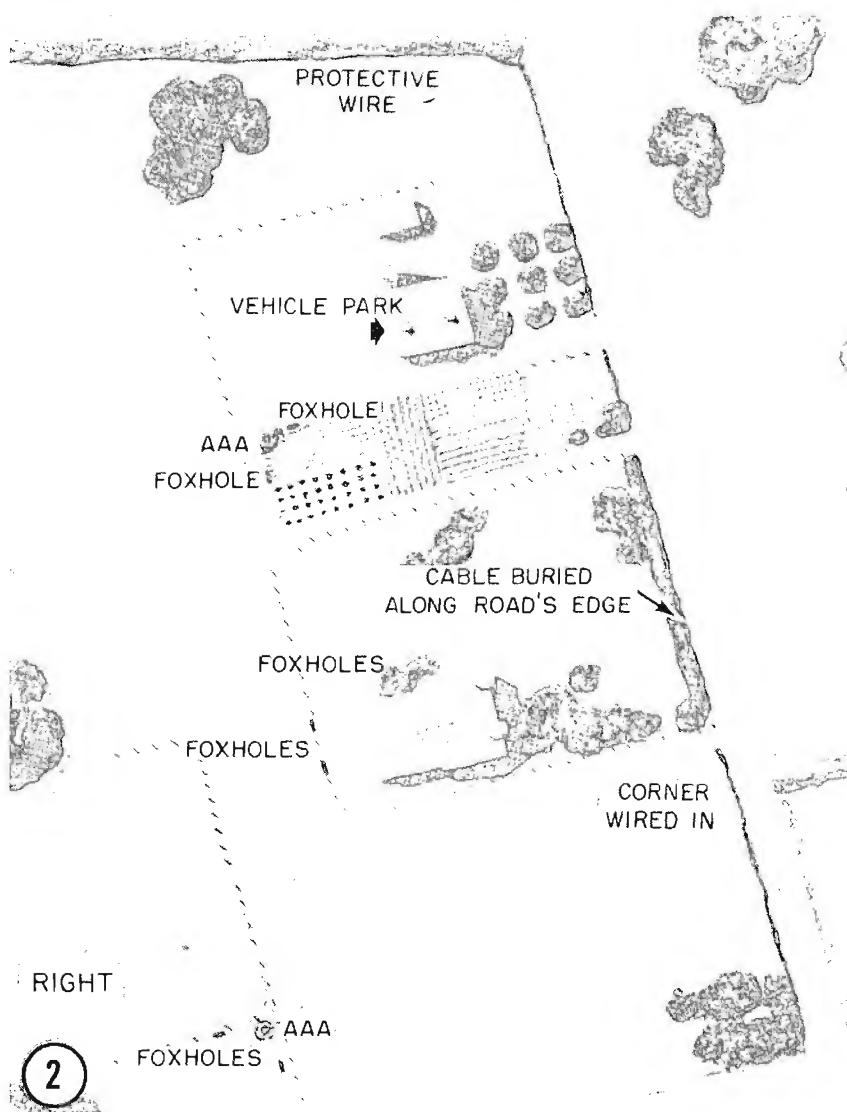 PROTECTIVE
WIRE
VEHICLE PARK
FOXHOLE
AAA
FOXHOLE
CABLE BURIED
ALONG ROAD'S EDGE
FOXHOLES
FOXHOLES
CORNER
WIRED IN
RIGHT
AAA
FOXHOLES
2